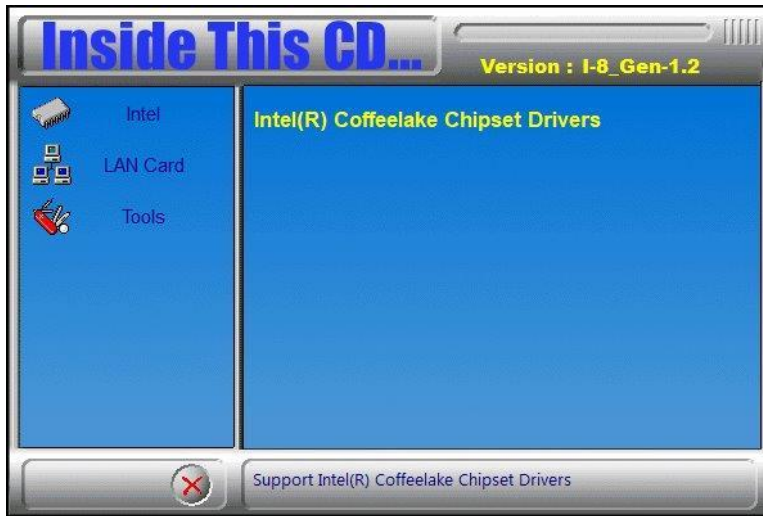 Inside This CD...
Version : I-8_Gen-1.2
Intel
LAN Card
Tools
Intel(R) Coffeelake Chipset Drivers
Support Intel(R) Coffeelake Chipset Drivers